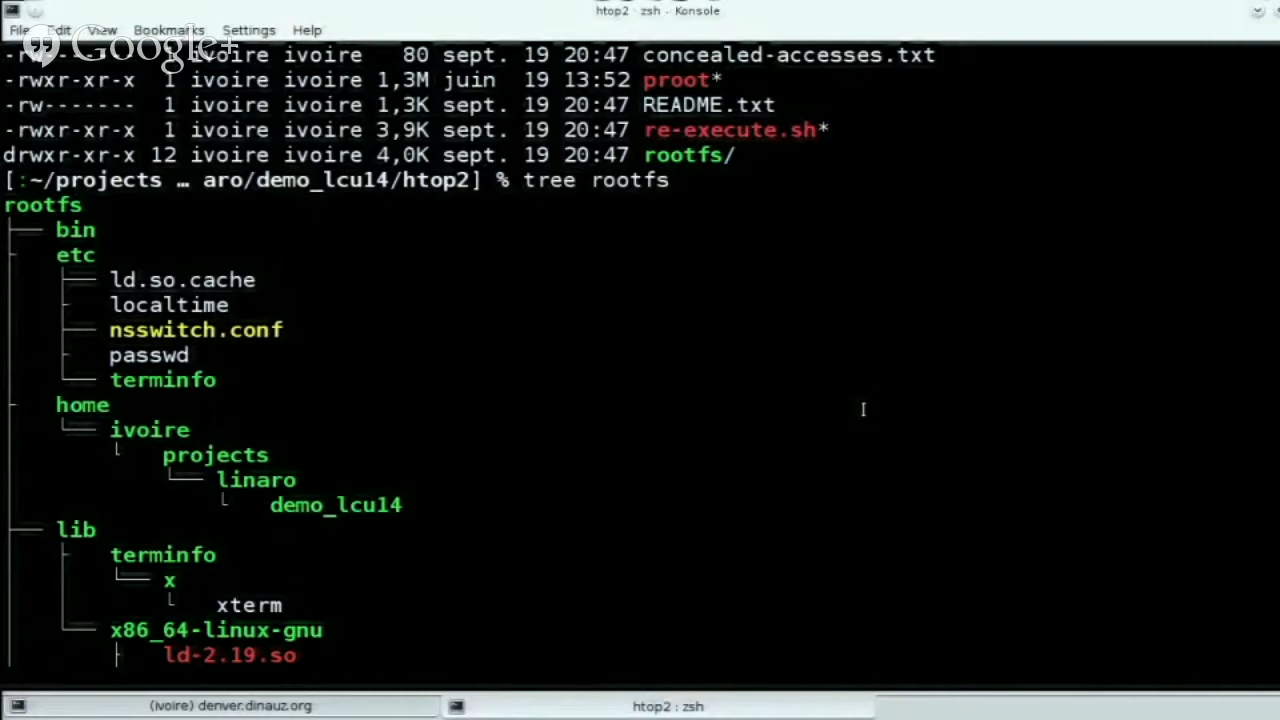 htop2 : zsh - Konsole
File Edit View Bookmarks Settings Help
Google+
-rw------- 1 ivoire ivoire 80 sept. 19 20:47 concealed-accesses.txt
-rwxr-xr-x 1 ivoire ivoire 1,3M juin 19 13:52 proot*
-rw------- 1 ivoire ivoire 1,3K sept. 19 20:47 README.txt
-rwxr-xr-x 1 ivoire ivoire 3,9K sept. 19 20:47 re-execute.sh*
drwxr-xr-x 12 ivoire ivoire 4,0K sept. 19 20:47 rootfs/
[:~/projects … aro/demo_lcu14/htop2] % tree rootfs
rootfs
bin
etc
ld.so.cache
localtime
nsswitch.conf
passwd
terminfo
home
ivoire
projects
linaro
demo_lcu14
lib
terminfo
x
xterm
x86_64-linux-gnu
ld-2.19.so
(ivoire) denver.dinauz.org
htop2 : zsh